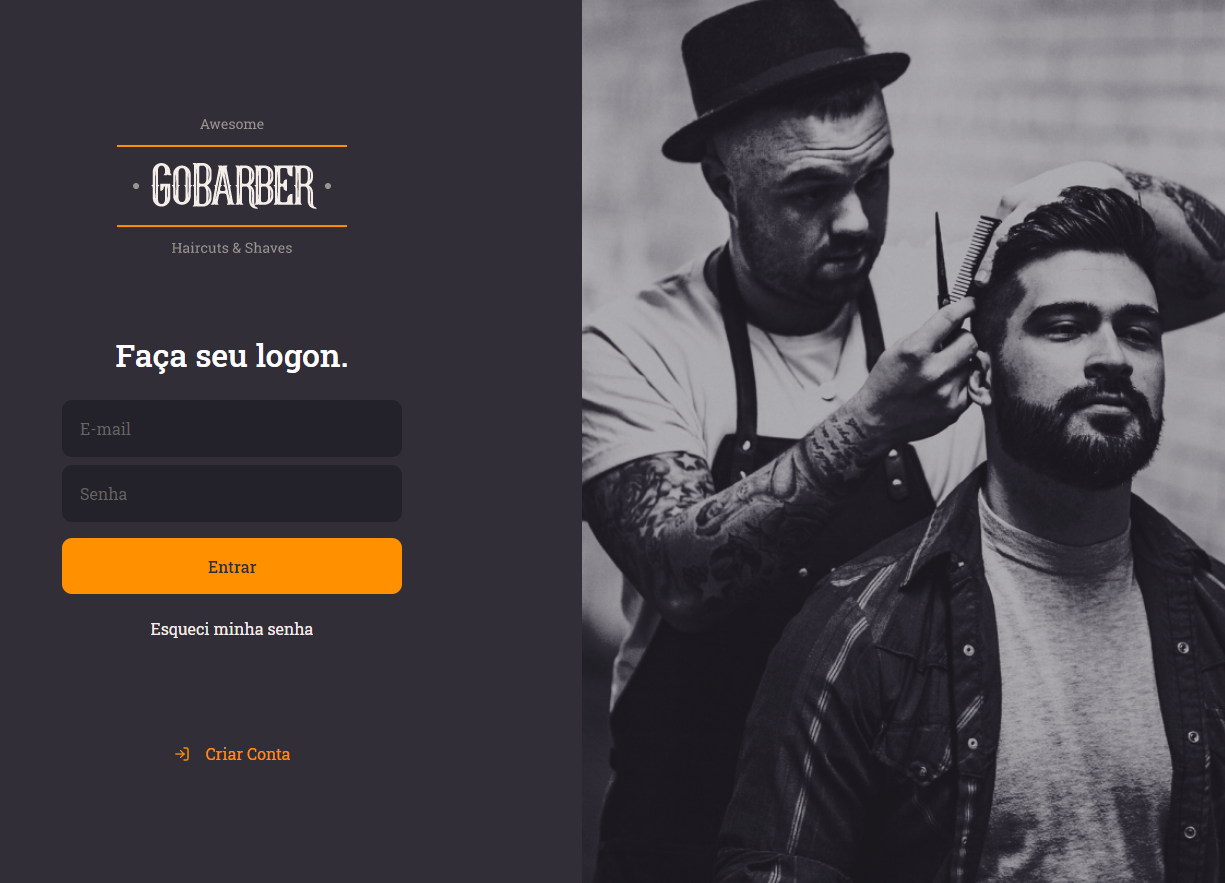 Awesome
GOBARBER
Haircuts & Shaves
Faça seu logon.
E-mail
Senha
Entrar
Esqueci minha senha
Criar Conta